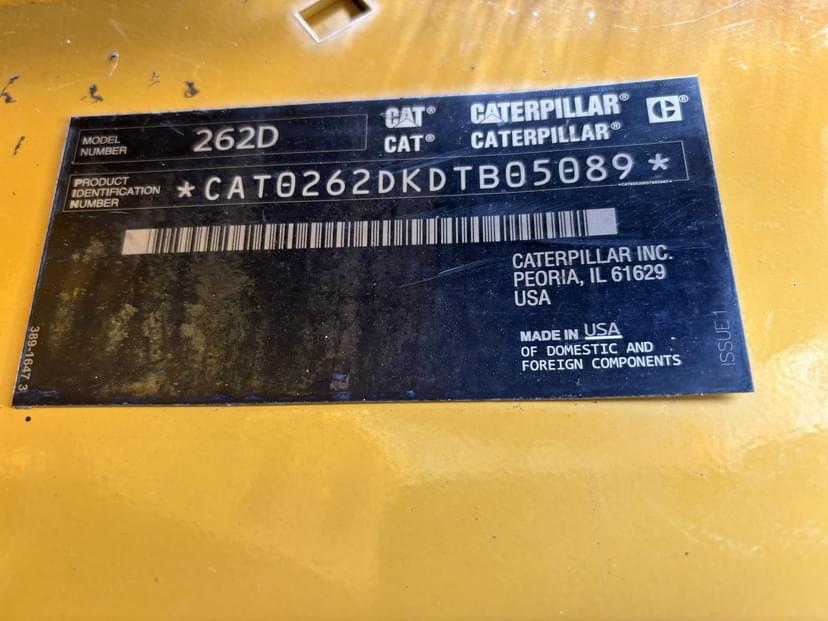 MODEL NUMBER 262D
CAT® CATERPILLAR® C®
CAT® CATERPILLAR®
PRODUCT IDENTIFICATION NUMBER *CAT0262DKDTB05089*
CATERPILLAR INC.
PEORIA, IL 61629
USA
MADE IN USA
OF DOMESTIC AND
FOREIGN COMPONENTS
389-1647 3
ISSUE 1